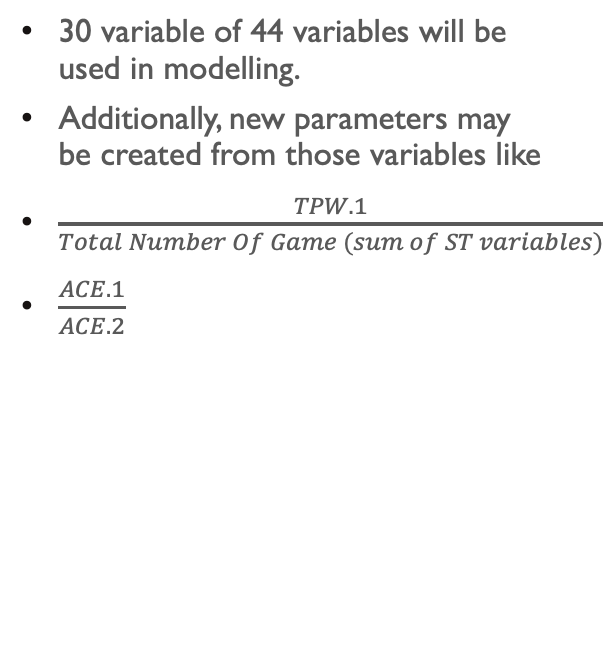 • 30 variable of 44 variables will be
used in modelling.
• Additionally, new parameters may
be created from those variables like
• TPW.1
Total Number Of Game (sum of ST variables)
• ACE.1
ACE.2